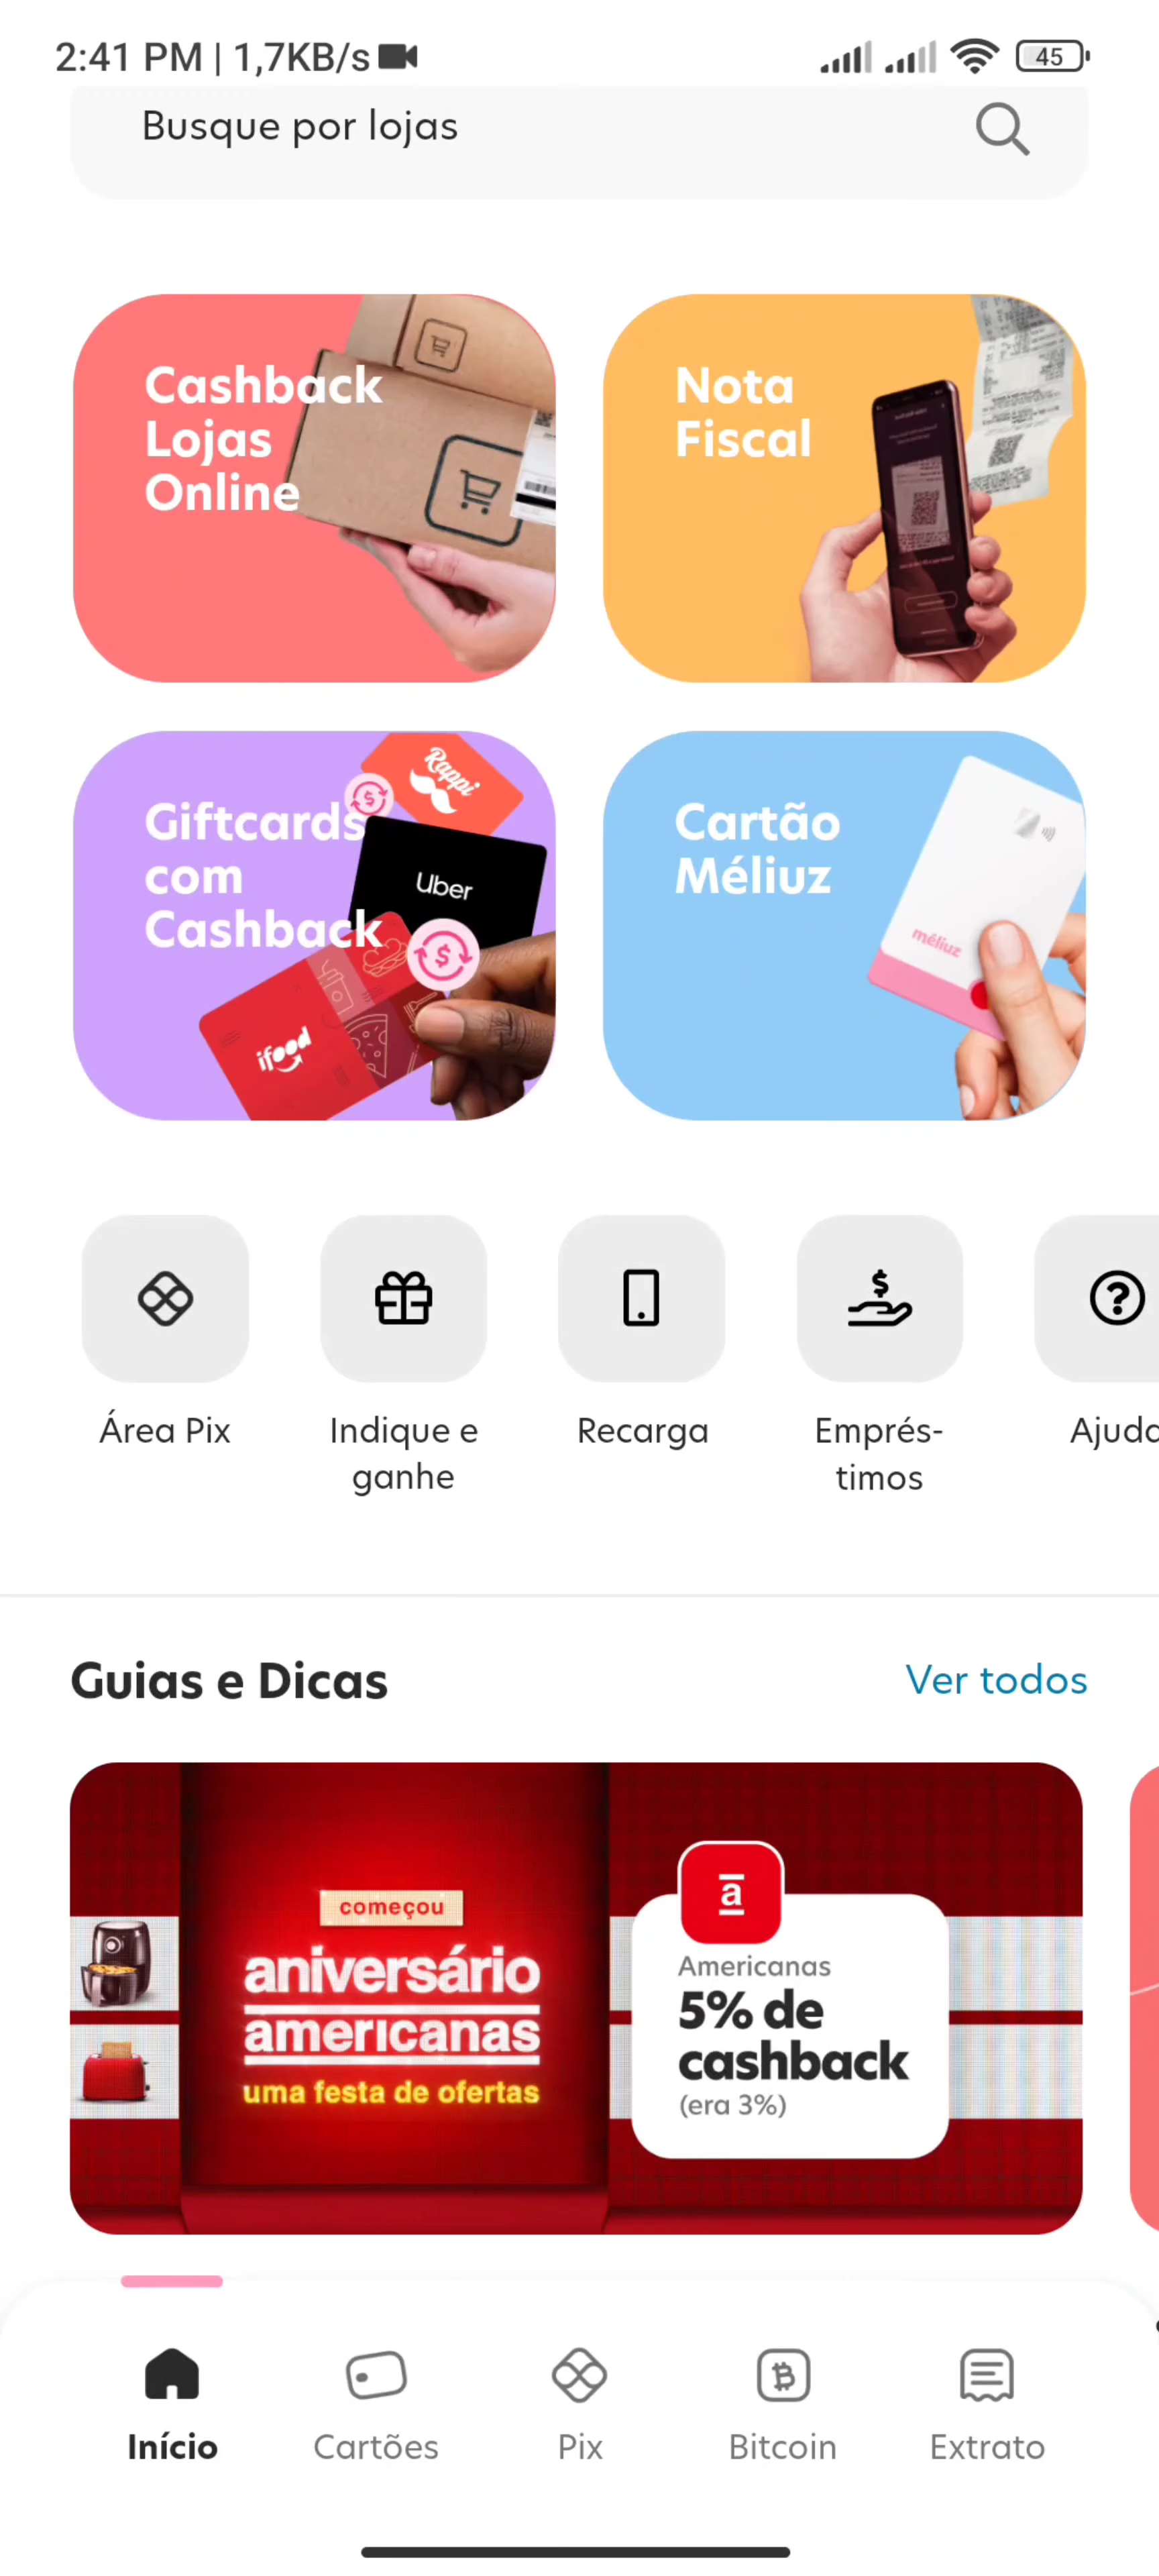 2:41 PM | 1,7KB/s
45
Busque por lojas
Cashback
Lojas
Online
Nota
Fiscal
Giftcards
com
Cashback
Rappi
Uber
ifood
Cartão
Méliuz
méliuz
Área Pix
Indique e
ganhe
Recarga
Emprés-
timos
Ajuda
Guias e Dicas
Ver todos
começou
aniversário
americanas
uma festa de ofertas
a
Americanas
5% de
cashback
(era 3%)
Início
Cartões
Pix
Bitcoin
Extrato